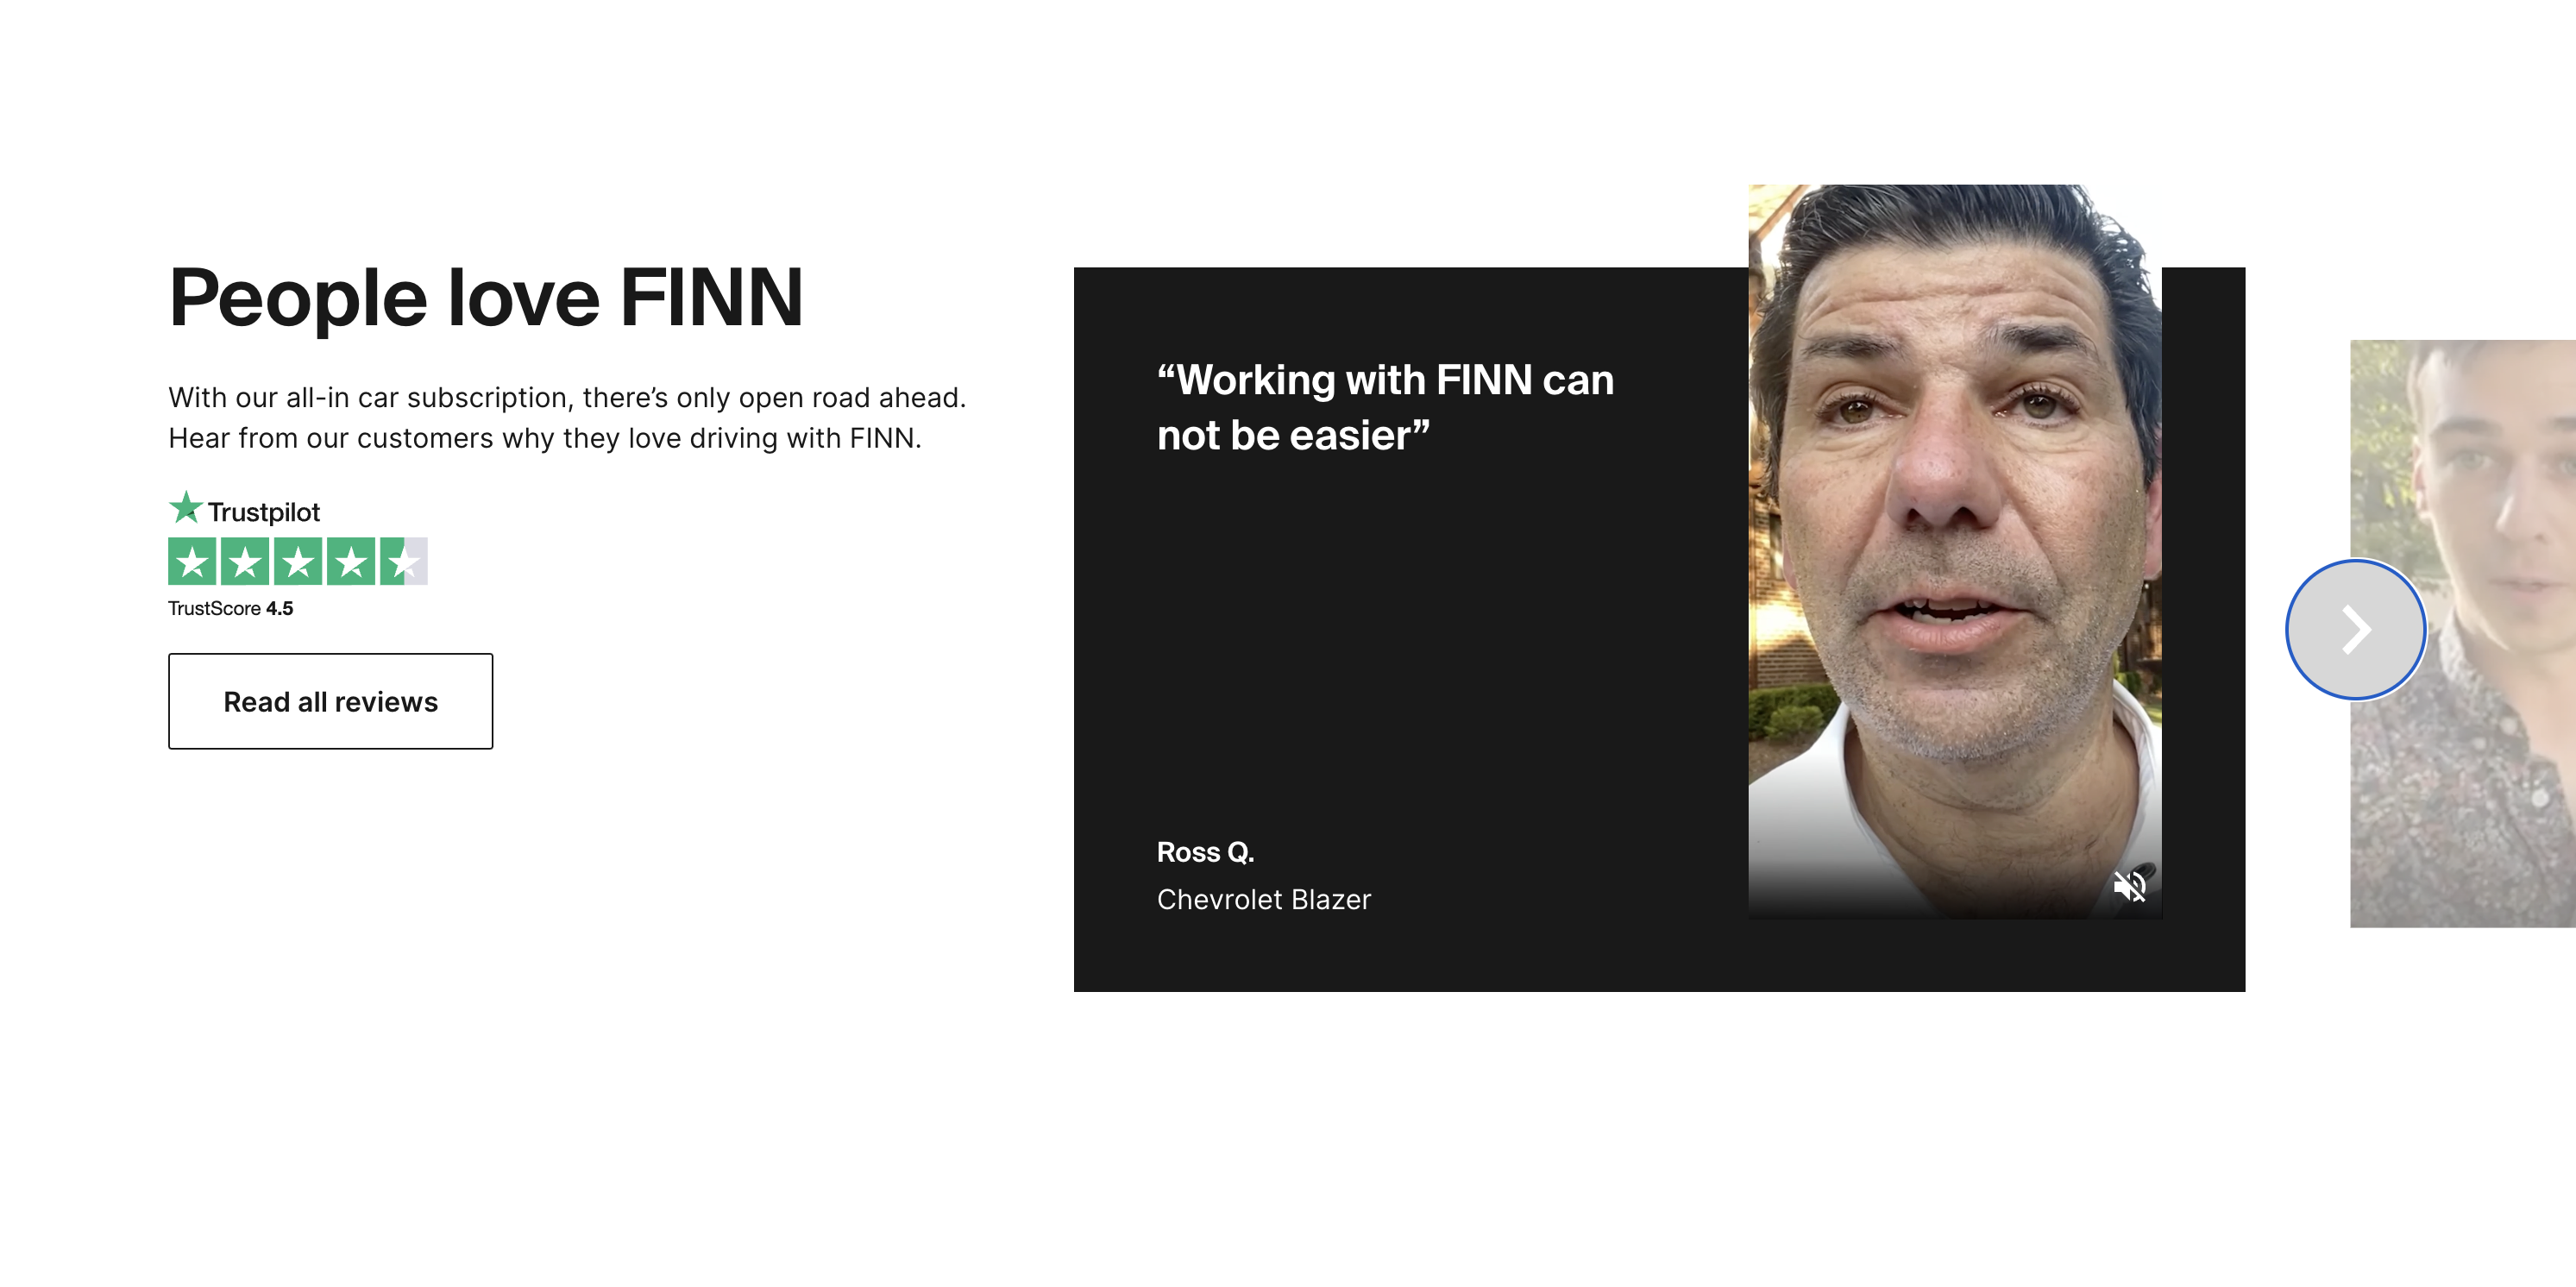 People love FINN
With our all-in car subscription, there’s only open road ahead.
Hear from our customers why they love driving with FINN.
Trustpilot
TrustScore 4.5
Read all reviews
“Working with FINN can
not be easier”
Ross Q.
Chevrolet Blazer